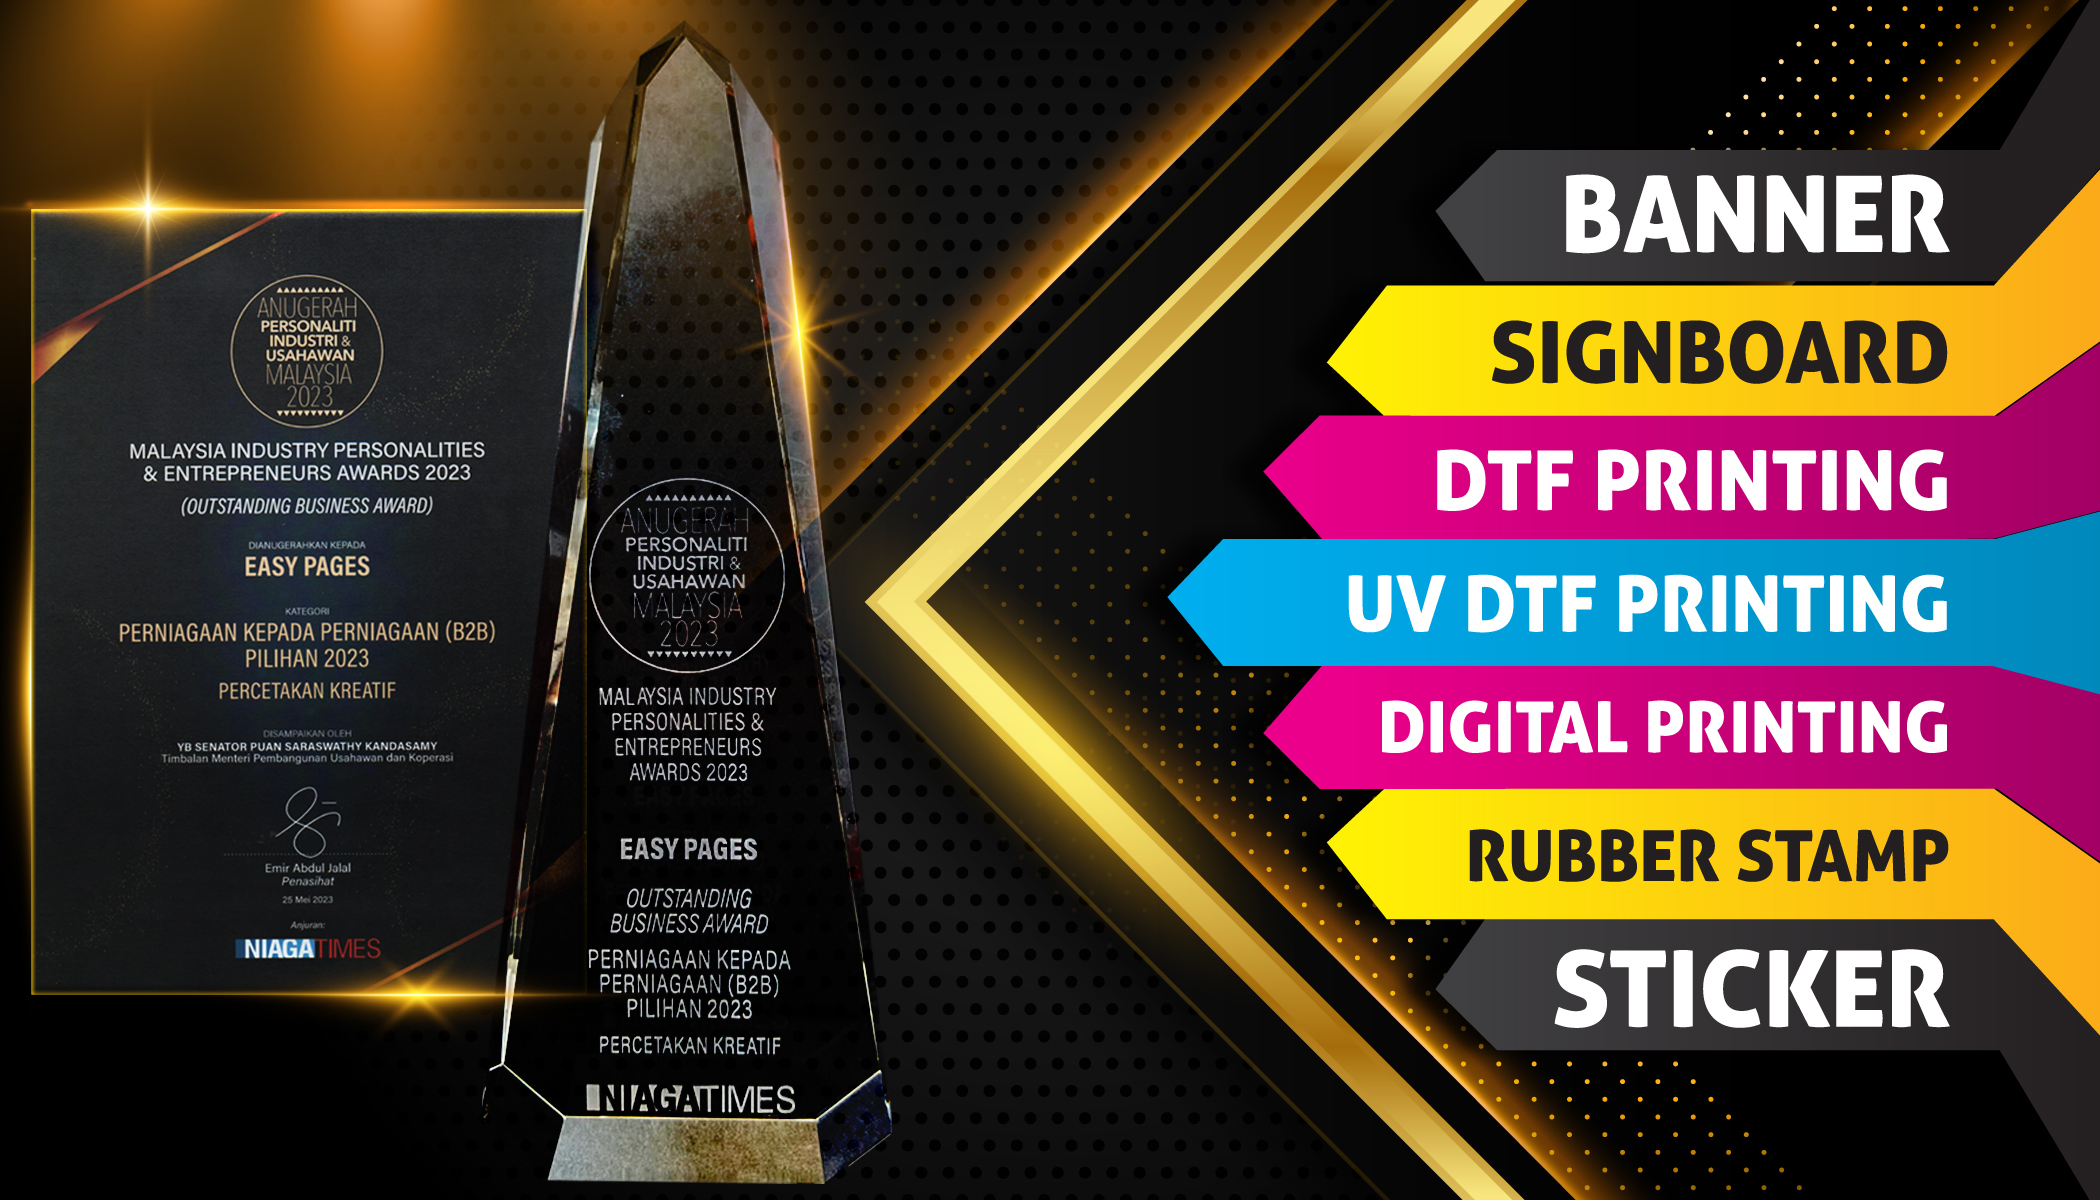 ANUGERAH
PERSONALITI
INDUSTRI &
USAHAWAN
MALAYSIA
2023
MALAYSIA INDUSTRY PERSONALITIES
& ENTREPRENEURS AWARDS 2023
(OUTSTANDING BUSINESS AWARD)
DIANUGERAHKAN KEPADA
EASY PAGES
KATEGORI
PERNIAGAAN KEPADA PERNIAGAAN (B2B)
PILIHAN 2023
PERCETAKAN KREATIF
DISAMPAIKAN OLEH
YB SENATOR PUAN SARASWATHY KANDASAMY
Timbalan Menteri Pembangunan Usahawan dan Koperasi
Emir Abdul Jalal
Penasihat
25 Mei 2023
Anjuran:
NIAGATIMES
ANUGERAH
PERSONALITI
INDUSTRI &
USAHAWAN
MALAYSIA
2023
MALAYSIA INDUSTRY
PERSONALITIES &
ENTREPRENEURS
AWARDS 2023
EASY PAGES
OUTSTANDING
BUSINESS AWARD
PERNIAGAAN KEPADA
PERNIAGAAN (B2B)
PILIHAN 2023
PERCETAKAN KREATIF
NIAGATIMES
BANNER
SIGNBOARD
DTF PRINTING
UV DTF PRINTING
DIGITAL PRINTING
RUBBER STAMP
STICKER